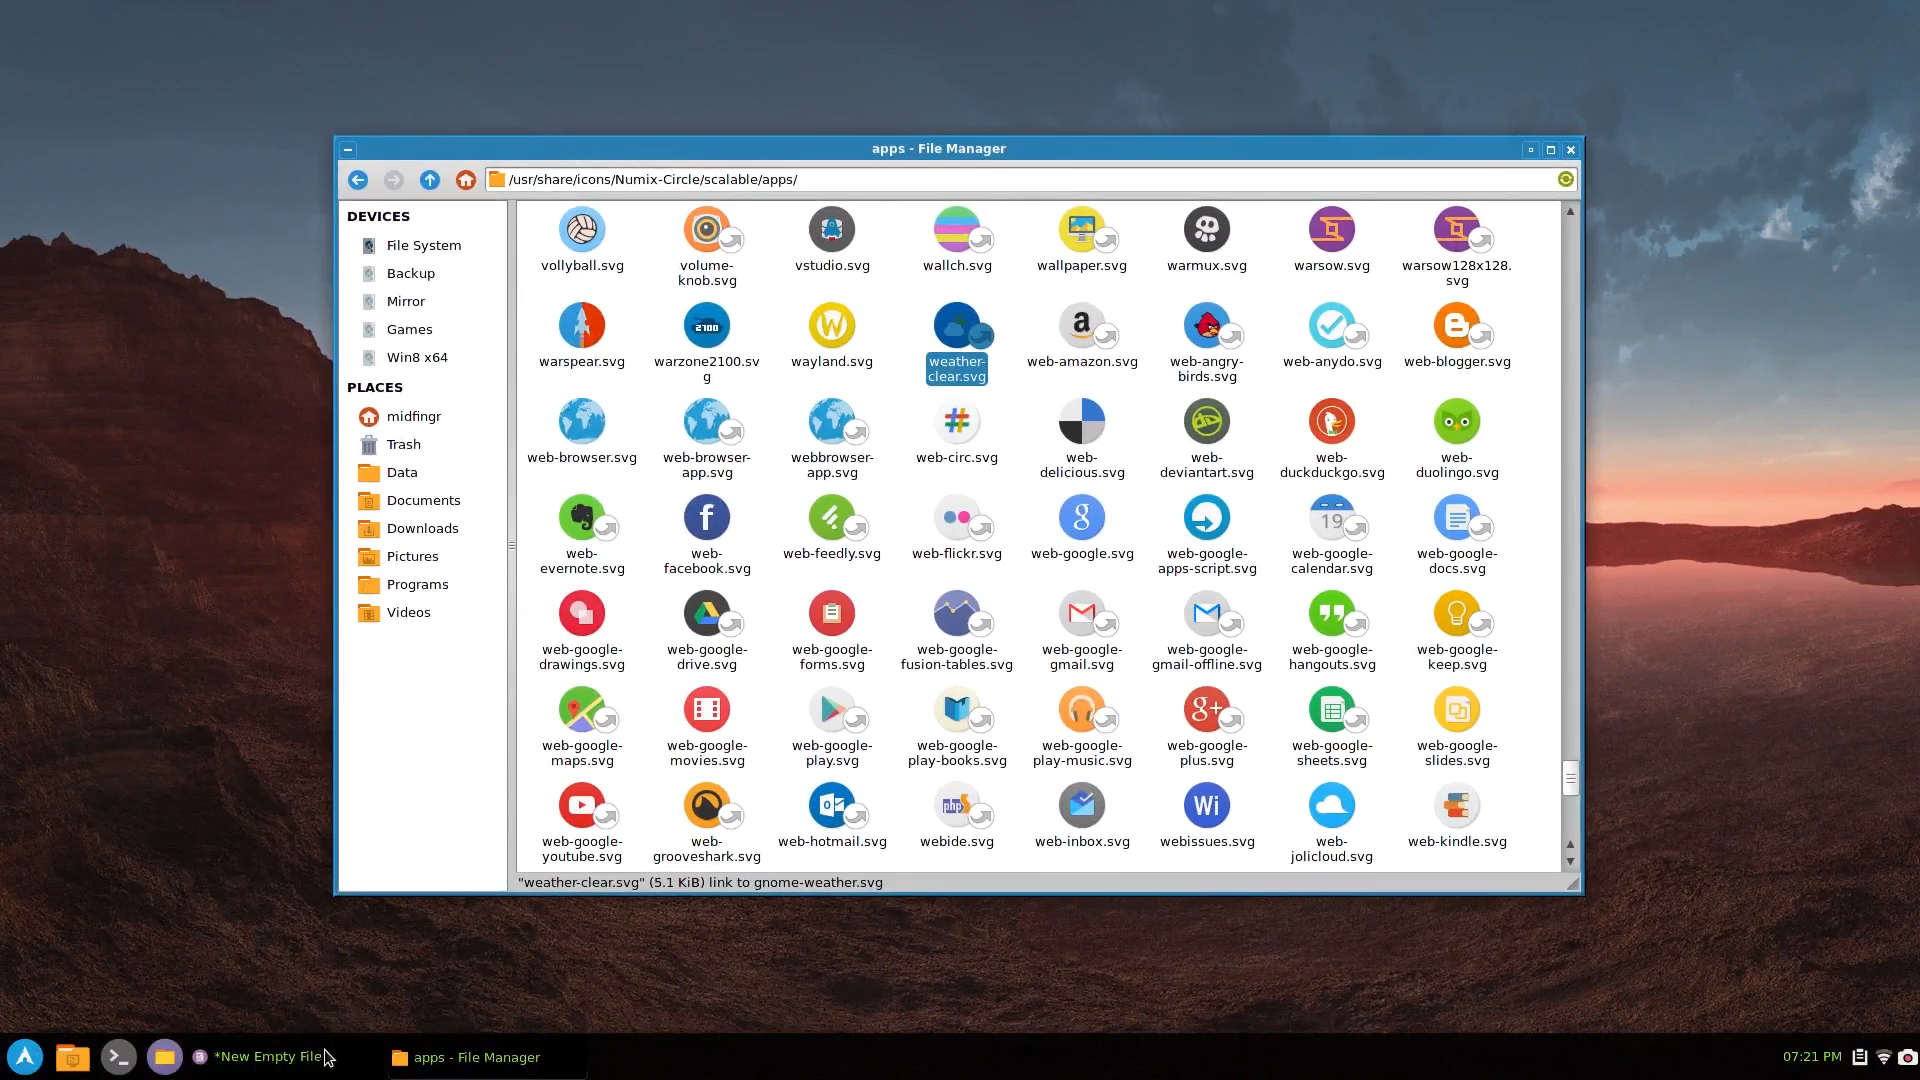 apps - File Manager
/usr/share/icons/Numix-Circle/scalable/apps/
DEVICES
File System
Backup
Mirror
Games
Win8 x64
PLACES
midfingr
Trash
Data
Documents
Downloads
Pictures
Programs
Videos
vollyball.svg
volume-
knob.svg
vstudio.svg
wallch.svg
wallpaper.svg
warmux.svg
warsow.svg
warsow128x128.
svg
warspear.svg
2100
warzone2100.sv
g
W
wayland.svg
weather-
clear.svg
a
web-amazon.svg
web-angry-
birds.svg
web-anydo.svg
B
web-blogger.svg
web-browser.svg
web-browser-
app.svg
webbrowser-
app.svg
#
web-circ.svg
web-
delicious.svg
web-
deviantart.svg
web-
duckduckgo.svg
web-
duolingo.svg
web-
evernote.svg
f
web-
facebook.svg
web-feedly.svg
web-flickr.svg
g
web-google.svg
web-google-
apps-script.svg
19
web-google-
calendar.svg
web-google-
docs.svg
web-google-
drawings.svg
web-google-
drive.svg
web-google-
forms.svg
web-google-
fusion-tables.svg
web-google-
gmail.svg
web-google-
gmail-offline.svg
web-google-
hangouts.svg
web-google-
keep.svg
web-google-
maps.svg
web-google-
movies.svg
web-google-
play.svg
web-google-
play-books.svg
web-google-
play-music.svg
g+
web-google-
plus.svg
web-google-
sheets.svg
web-google-
slides.svg
web-google-
youtube.svg
web-
grooveshark.svg
web-hotmail.svg
php
webide.svg
web-inbox.svg
Wi
webissues.svg
web-
jolicloud.svg
web-kindle.svg
"weather-clear.svg" (5.1 KiB) link to gnome-weather.svg
*New Empty File
apps - File Manager
07:21 PM